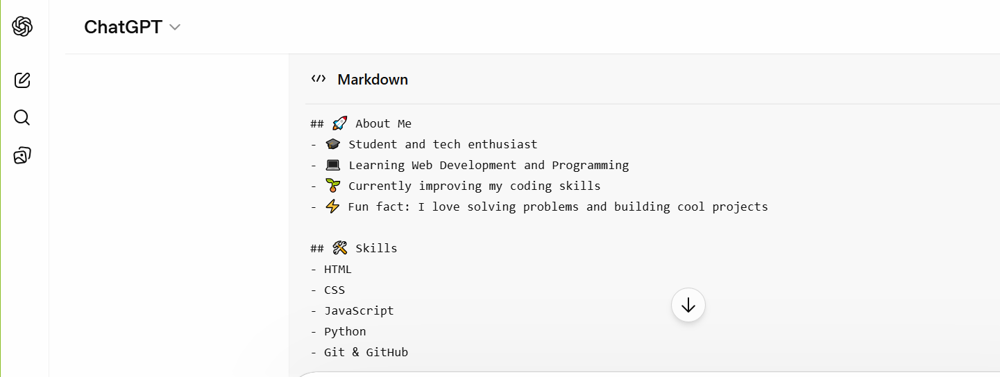 ChatGPT
Markdown
## 🚀 About Me
- 🎓 Student and tech enthusiast
- 💻 Learning Web Development and Programming
- 🌱 Currently improving my coding skills
- ⚡ Fun fact: I love solving problems and building cool projects
## 🛠️ Skills
- HTML
- CSS
- JavaScript
- Python
- Git & GitHub